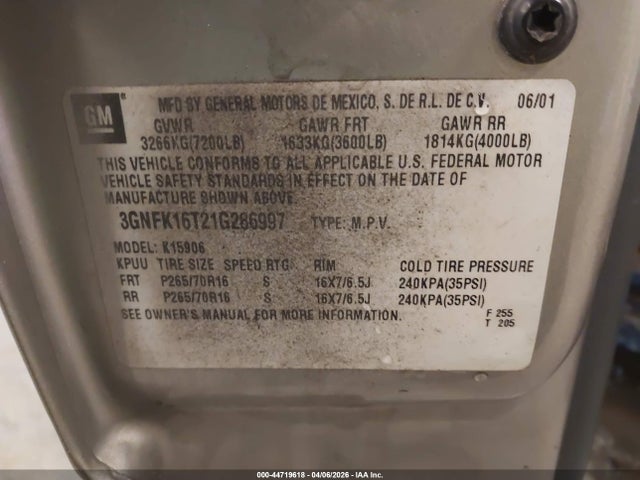 GM ®
MFD BY GENERAL MOTORS DE MEXICO, S. DE R.L. DE C.V. 06/01
GVWR GAWR FRT GAWR RR
3266KG(7200LB) 1633KG(3600LB) 1814KG(4000LB)
THIS VEHICLE CONFORMS TO ALL APPLICABLE U.S. FEDERAL MOTOR
VEHICLE SAFETY STANDARDS IN EFFECT ON THE DATE OF
MANUFACTURE SHOWN ABOVE.
3GNFK16T21G286997 TYPE: M.P.V.
MODEL: K15906
KPUU TIRE SIZE SPEED RTG RIM COLD TIRE PRESSURE
FRT P265/70R16 S 16X7/6.5J 240KPA(35PSI)
RR P265/70R16 S 16X7/6.5J 240KPA(35PSI)
SEE OWNER'S MANUAL FOR MORE INFORMATION.
F 255
T 205
000-44719618 - 04/06/2026 - IAA Inc.